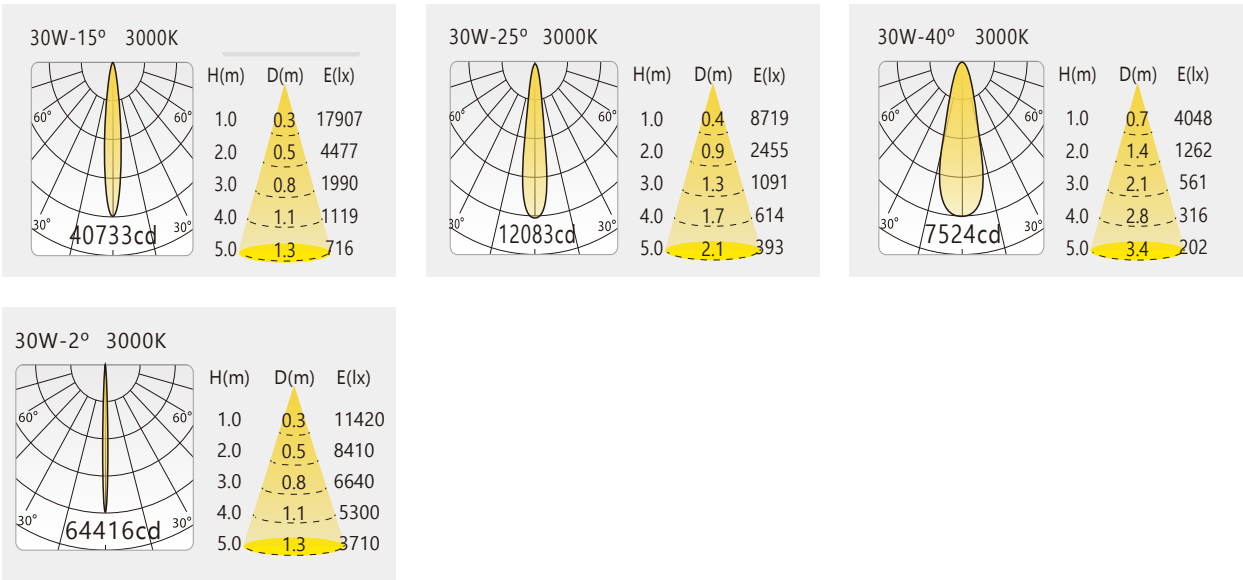 30W-15º 3000K
H(m) D(m) E(lx)
1.0 0.3 17907
2.0 0.5 4477
3.0 0.8 1990
4.0 1.1 1119
5.0 1.3 716
60° 60°
30° 30°
40733cd
30W-25º 3000K
H(m) D(m) E(lx)
1.0 0.4 8719
2.0 0.9 2455
3.0 1.3 1091
4.0 1.7 614
5.0 2.1 393
60° 60°
30° 30°
12083cd
30W-40º 3000K
H(m) D(m) E(lx)
1.0 0.7 4048
2.0 1.4 1262
3.0 2.1 561
4.0 2.8 316
5.0 3.4 202
60° 60°
30° 30°
7524cd
30W-2º 3000K
H(m) D(m) E(lx)
1.0 0.3 11420
2.0 0.5 8410
3.0 0.8 6640
4.0 1.1 5300
5.0 1.3 3710
60° 60°
30° 30°
64416cd